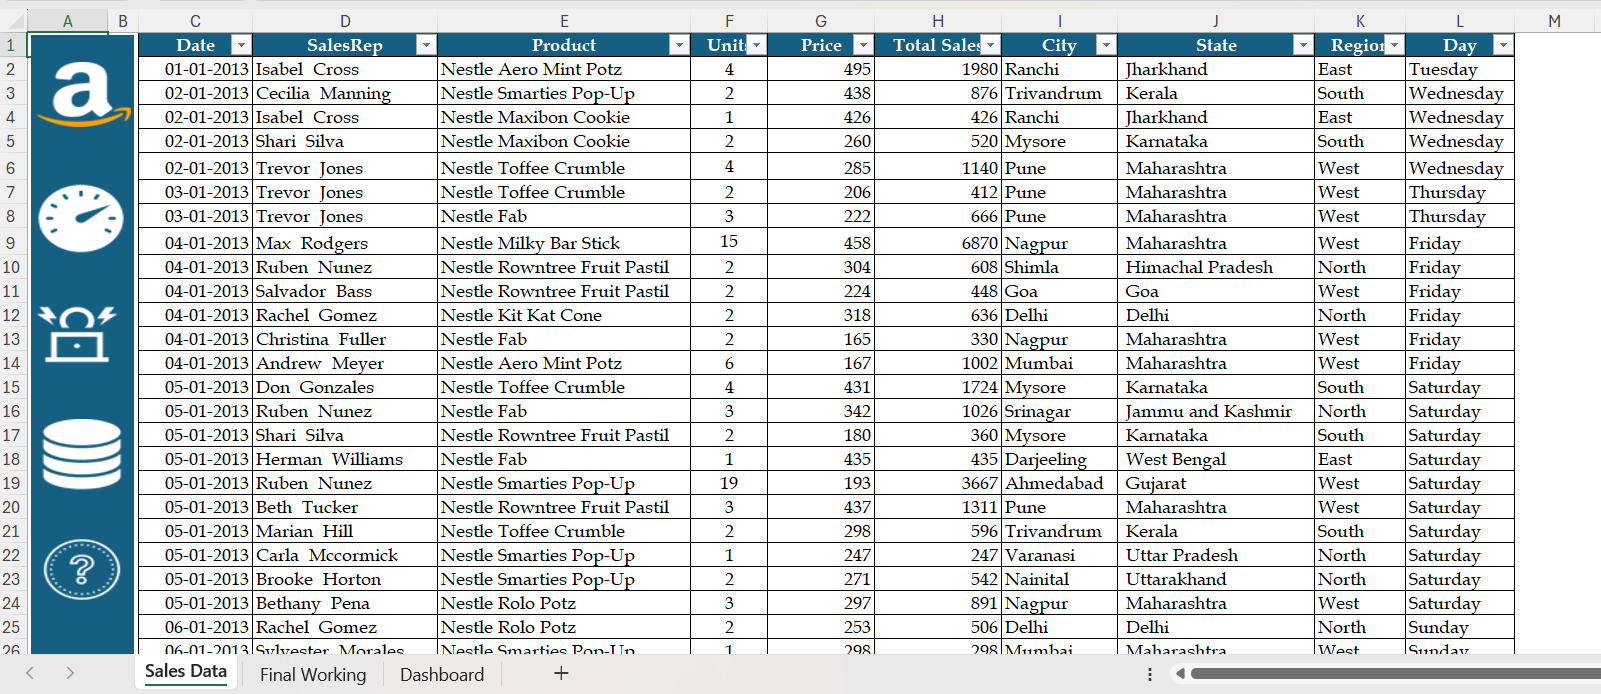 A B C D E F G H I J K L M
1 Date SalesRep Product Price Total Sales City State Day
2 01-01-2013 Isabel Cross Nestle Aero Mint Potz 4 495 1980 Ranchi Jharkhand East Tuesday
3 02-01-2013 Cecilia Manning Nestle Smarties Pop-Up 2 438 876 Trivandrum Kerala South Wednesday
4 02-01-2013 Isabel Cross Nestle Maxibon Cookie 1 426 426 Ranchi Jharkhand East Wednesday
5 02-01-2013 Shari Silva Nestle Maxibon Cookie 2 260 520 Mysore Karnataka South Wednesday
6 02-01-2013 Trevor Jones Nestle Toffee Crumble 4 285 1140 Pune Maharashtra West Wednesday
7 03-01-2013 Trevor Jones Nestle Toffee Crumble 2 206 412 Pune Maharashtra West Thursday
8 03-01-2013 Trevor Jones Nestle Fab 3 222 666 Pune Maharashtra West Thursday
9 04-01-2013 Max Rodgers Nestle Milky Bar Stick 15 458 6870 Nagpur Maharashtra West Friday
10 04-01-2013 Ruben Nunez Nestle Rowntree Fruit Pastil 2 304 608 Shimla Himachal Pradesh North Friday
11 04-01-2013 Salvador Bass Nestle Rowntree Fruit Pastil 2 224 448 Goa Goa West Friday
12 04-01-2013 Rachel Gomez Nestle Kit Kat Cone 2 318 636 Delhi Delhi North Friday
13 04-01-2013 Christina Fuller Nestle Fab 2 165 330 Nagpur Maharashtra West Friday
14 04-01-2013 Andrew Meyer Nestle Aero Mint Potz 6 167 1002 Mumbai Maharashtra West Friday
15 05-01-2013 Don Gonzales Nestle Toffee Crumble 4 431 1724 Mysore Karnataka South Saturday
16 05-01-2013 Ruben Nunez Nestle Fab 3 342 1026 Srinagar Jammu and Kashmir North Saturday
17 05-01-2013 Shari Silva Nestle Rowntree Fruit Pastil 2 180 360 Mysore Karnataka South Saturday
18 05-01-2013 Herman Williams Nestle Fab 1 435 435 Darjeeling West Bengal East Saturday
19 05-01-2013 Ruben Nunez Nestle Smarties Pop-Up 19 193 3667 Ahmedabad Gujarat West Saturday
20 05-01-2013 Beth Tucker Nestle Rowntree Fruit Pastil 3 437 1311 Pune Maharashtra West Saturday
21 05-01-2013 Marian Hill Nestle Toffee Crumble 2 298 596 Trivandrum Kerala South Saturday
22 05-01-2013 Carla Mccormick Nestle Smarties Pop-Up 1 247 247 Varanasi Uttar Pradesh North Saturday
23 05-01-2013 Brooke Horton Nestle Smarties Pop-Up 2 271 542 Nainital Uttarakhand North Saturday
24 05-01-2013 Bethany Pena Nestle Rolo Potz 3 297 891 Nagpur Maharashtra West Saturday
25 06-01-2013 Rachel Gomez Nestle Rolo Potz 2 253 506 Delhi Delhi North Sunday
26 06-01-2013 Sylvester Morales Nestle Smarties Pop-Up 1 298 298 Mumbai Maharashtra West Sunday
Sales Data Final Working Dashboard